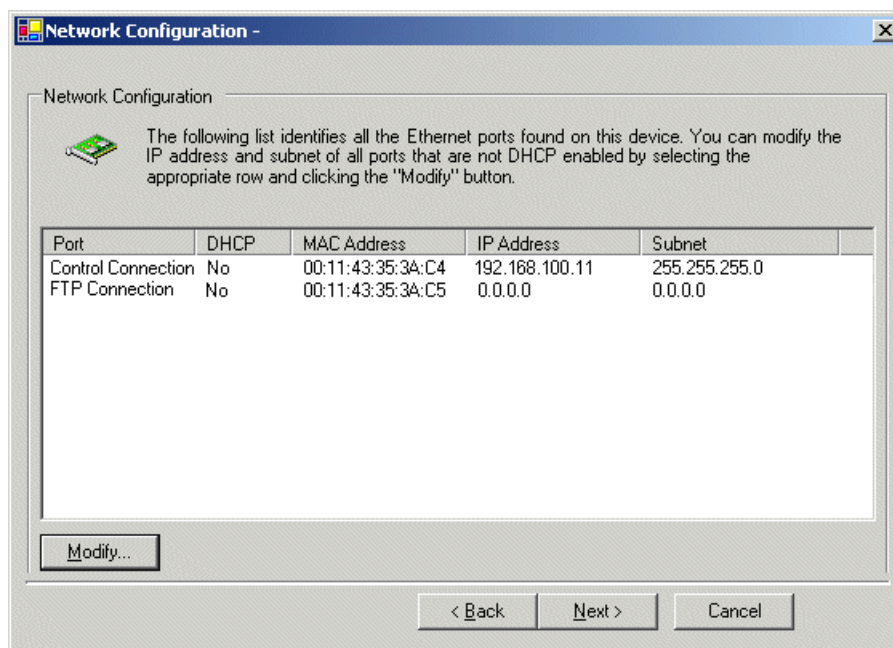 Network Configuration -
Network Configuration
The following list identifies all the Ethernet ports found on this device. You can modify the
IP address and subnet of all ports that are not DHCP enabled by selecting the
appropriate row and clicking the "Modify" button.
Port DHCP MAC Address IP Address Subnet
Control Connection No 00:11:43:35:3A:C4 192.168.100.11 255.255.255.0
FTP Connection No 00:11:43:35:3A:C5 0.0.0.0 0.0.0.0
Modify...
< Back Next > Cancel